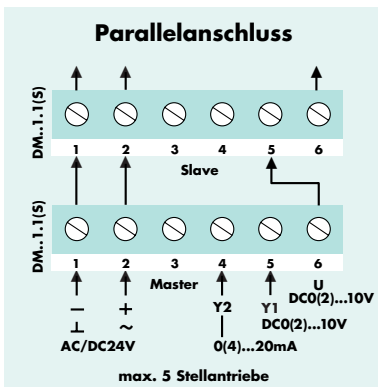 Parallelanschluss
DM..1.1(S)
1 2 3 4 5 6
Slave
DM..1.1(S)
1 2 3 4 5 6
Master
– + Y2 Y1 U
DC0(2)...10V
⊥ ~ DC0(2)...10V
AC/DC24V 0(4)...20mA
max. 5 Stellantriebe